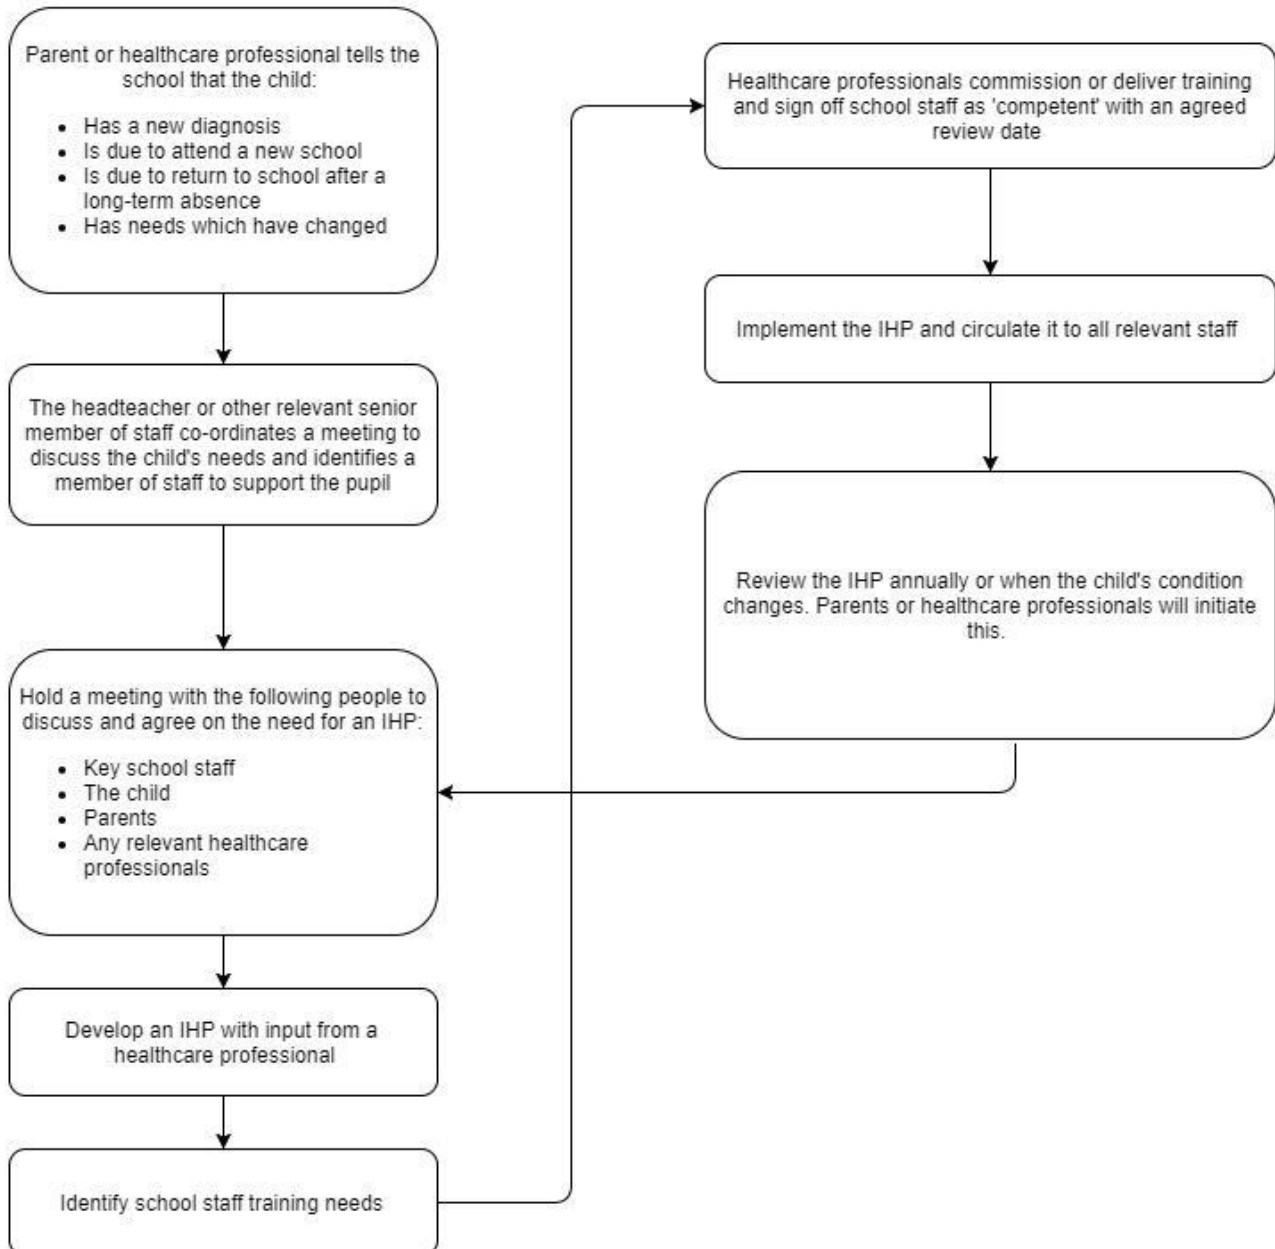 Parent or healthcare professional tells the
school that the child:
• Has a new diagnosis
• Is due to attend a new school
• Is due to return to school after a
long-term absence
• Has needs which have changed
The headteacher or other relevant senior
member of staff co-ordinates a meeting to
discuss the child's needs and identifies a
member of staff to support the pupil
Hold a meeting with the following people to
discuss and agree on the need for an IHP:
• Key school staff
• The child
• Parents
• Any relevant healthcare
professionals
Develop an IHP with input from a
healthcare professional
Identify school staff training needs
Healthcare professionals commission or deliver training
and sign off school staff as 'competent' with an agreed
review date
Implement the IHP and circulate it to all relevant staff
Review the IHP annually or when the child's condition
changes. Parents or healthcare professionals will initiate
this.